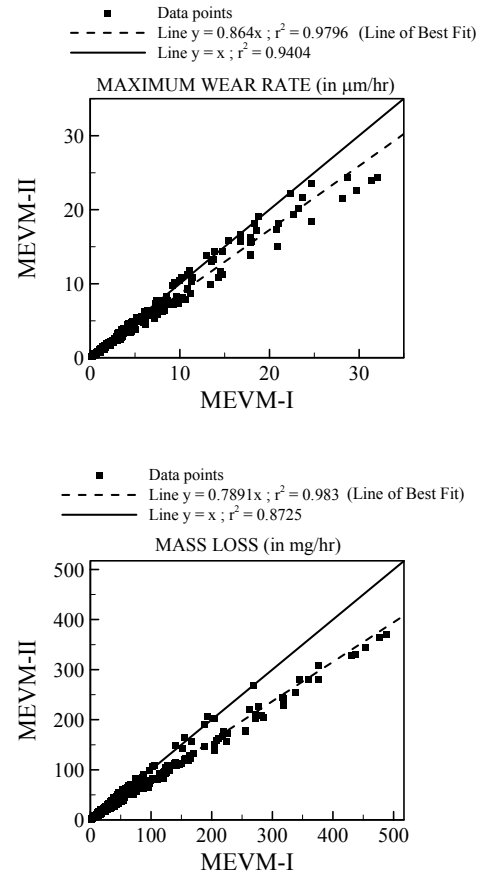 Data points
Line y = 0.864x ; r² = 0.9796 (Line of Best Fit)
Line y = x ; r² = 0.9404
MAXIMUM WEAR RATE (in μm/hr)
MEVM-II
30
20
10
0
0 10 20 30
MEVM-I
Data points
Line y = 0.7891x ; r² = 0.983 (Line of Best Fit)
Line y = x ; r² = 0.8725
MASS LOSS (in mg/hr)
MEVM-II
500
400
300
200
100
0
0 100 200 300 400 500
MEVM-I